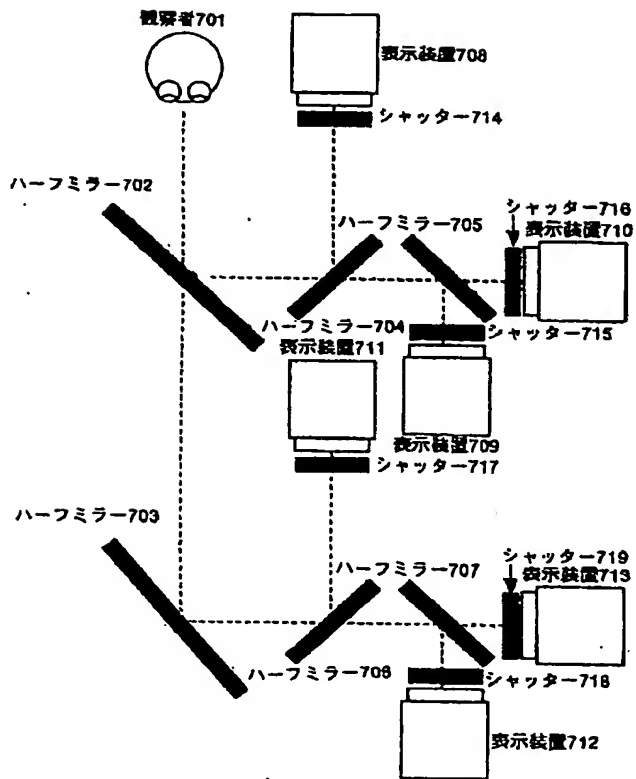 観察者701
表示装置708
シャッター714
ハーフミラー702
ハーフミラー705
シャッター716
表示装置710
ハーフミラー704
シャッター715
表示装置711
表示装置709
シャッター717
ハーフミラー703
ハーフミラー707
シャッター719
表示装置713
ハーフミラー706
シャッター718
表示装置712